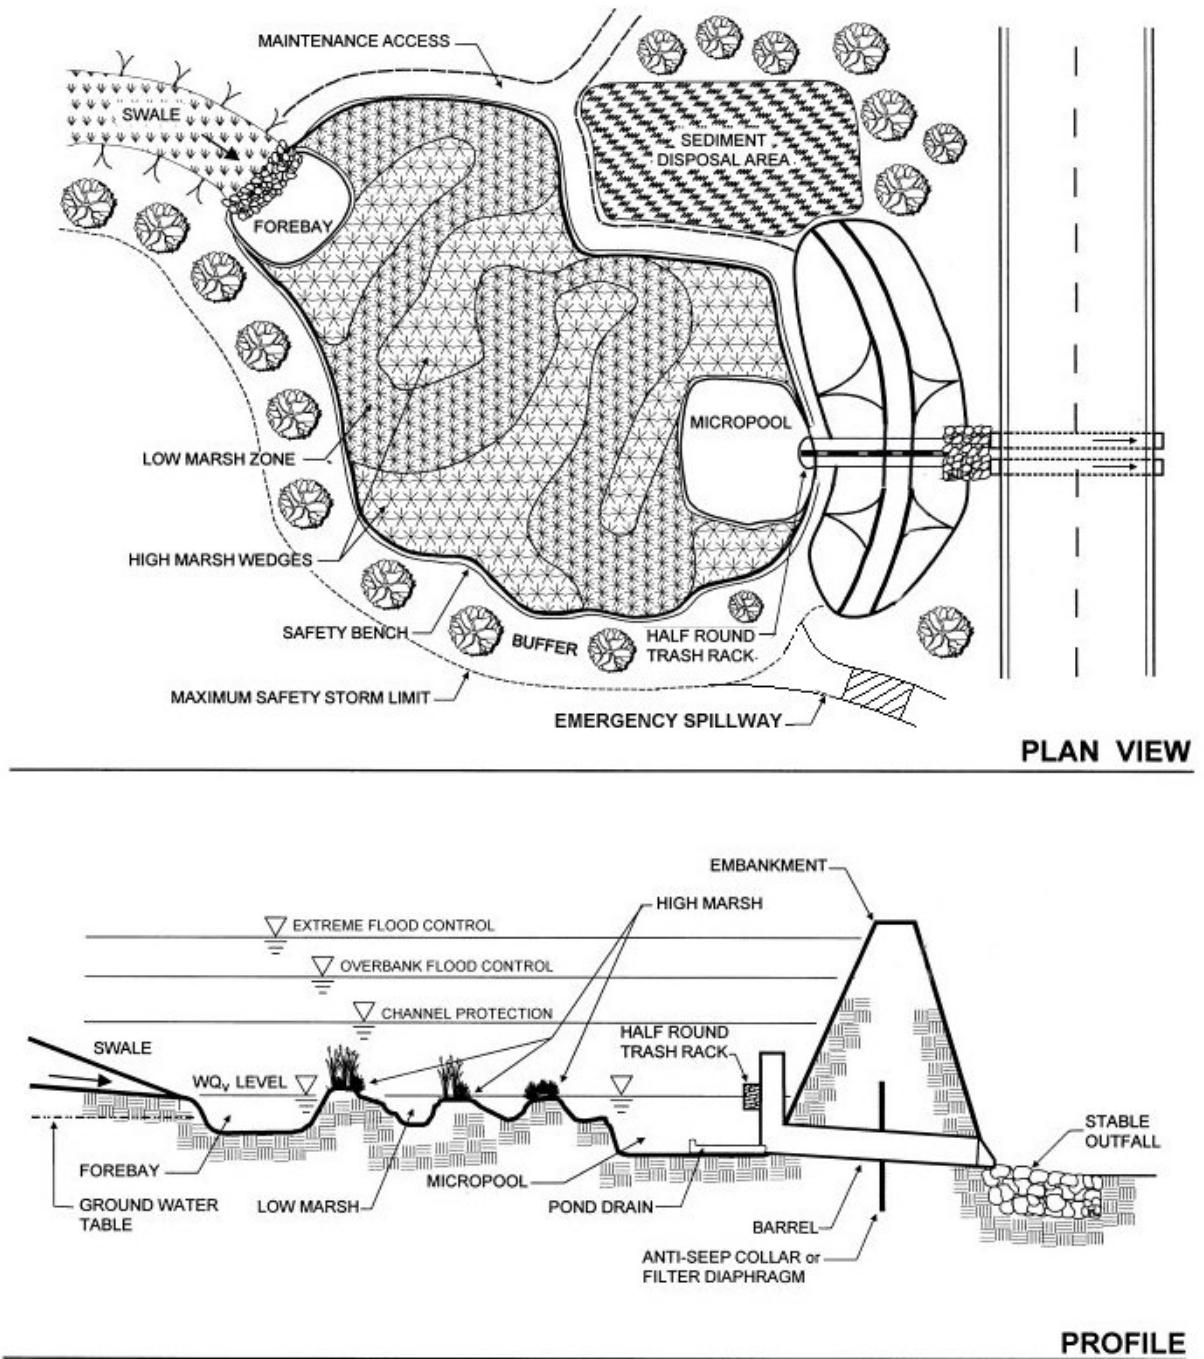 MAINTENANCE ACCESS
SWALE
SEDIMENT
DISPOSAL AREA
FOREBAY
MICROPOOL
LOW MARSH ZONE
HIGH MARSH WEDGES
SAFETY BENCH
BUFFER
HALF ROUND
TRASH RACK
MAXIMUM SAFETY STORM LIMIT
EMERGENCY SPILLWAY
PLAN VIEW
EMBANKMENT
HIGH MARSH
EXTREME FLOOD CONTROL
OVERBANK FLOOD CONTROL
CHANNEL PROTECTION
HALF ROUND
TRASH RACK
SWALE
WQv LEVEL
STABLE
OUTFALL
FOREBAY
MICROPOOL
GROUND WATER
TABLE
LOW MARSH
POND DRAIN
BARREL
ANTI-SEEP COLLAR or
FILTER DIAPHRAGM
PROFILE